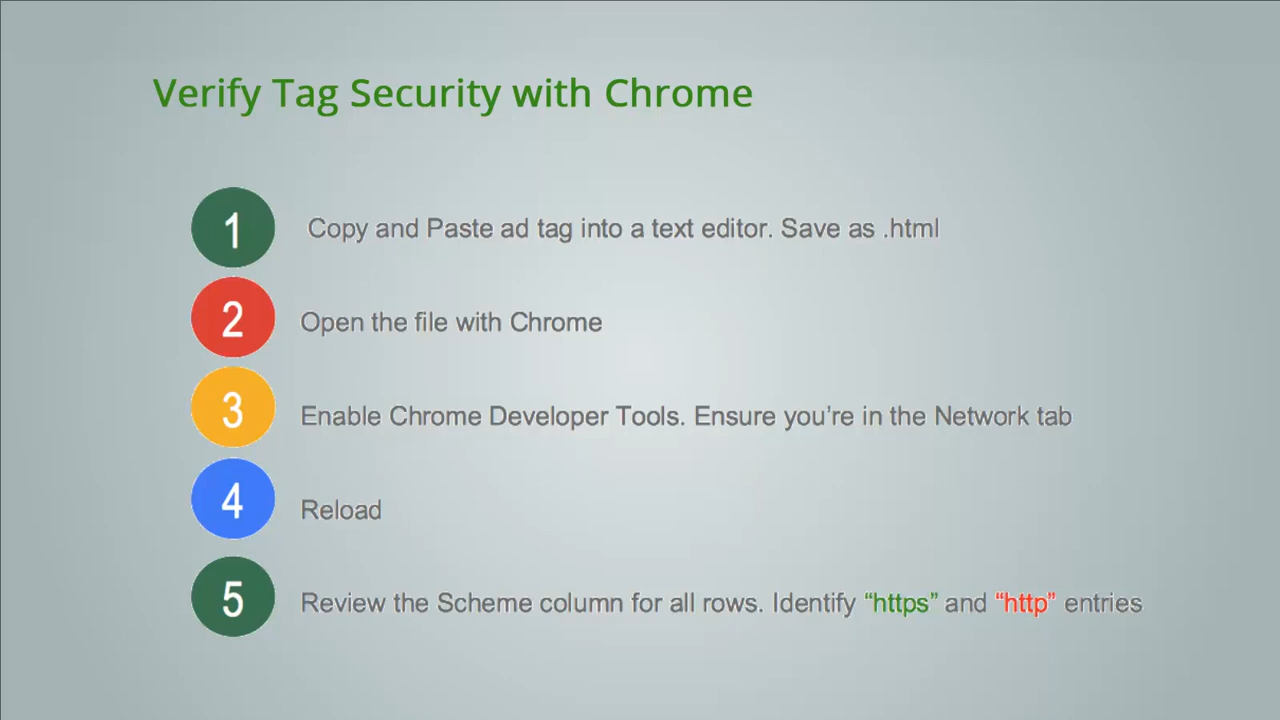 Verify Tag Security with Chrome
1 Copy and Paste ad tag into a text editor. Save as .html
2 Open the file with Chrome
3 Enable Chrome Developer Tools. Ensure you’re in the Network tab
4 Reload
5 Review the Scheme column for all rows. Identify “https” and “http” entries